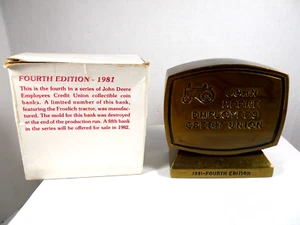 FOURTH EDITION - 1981
This is the fourth in a series of John Deere
Employees Credit Union collectible coin
banks. A limited number of this bank,
featuring the Froelich tractor, was manufac-
tured. The mold for this bank was destroyed
at the end of the production run. A fifth bank
in the series will be offered for sale in 1982.
JOHN
DEERE
EMPLOYEES
CREDIT UNION
1981-FOURTH EDITION